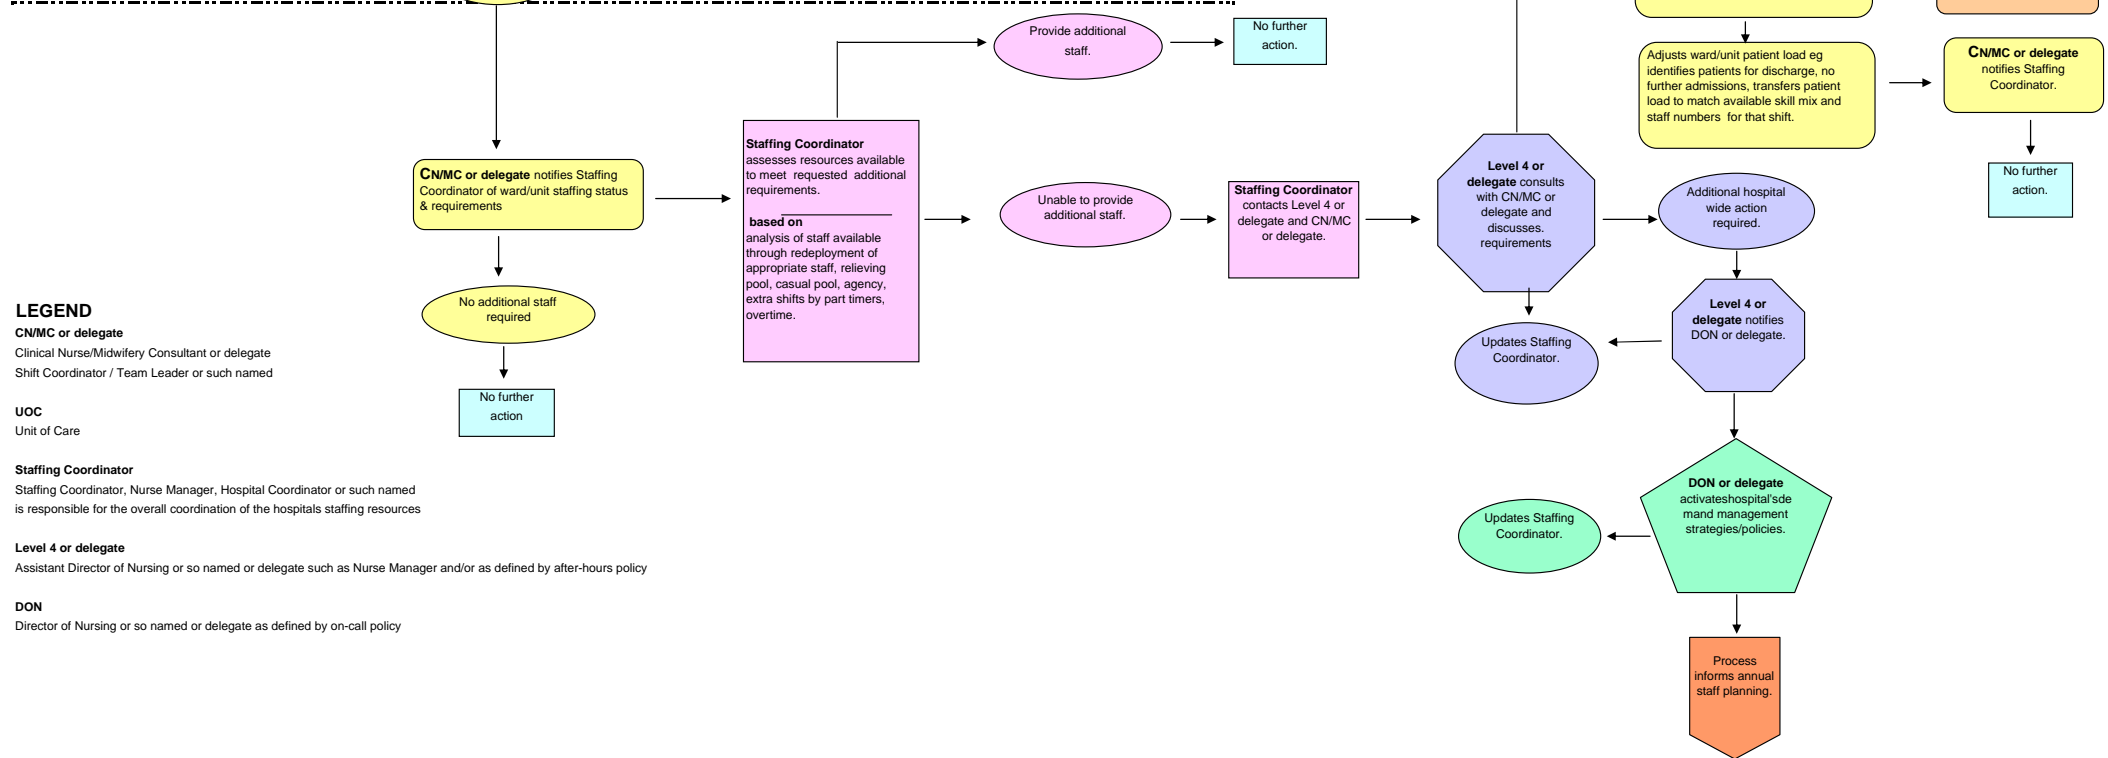 Provide additional
staff.
No further
action.
Adjusts ward/unit patient load eg
identifies patients for discharge, no
further admissions, transfers patient
load to match available skill mix and
staff numbers for that shift.
CN/MC or delegate
notifies Staffing
Coordinator.
No further
action.
CN/MC or delegate notifies Staffing
Coordinator of ward/unit staffing status
& requirements
Staffing Coordinator
assesses resources available
to meet requested additional
requirements.
based on
analysis of staff available
through redeployment of
appropriate staff, relieving
pool, casual pool, agency,
extra shifts by part timers,
overtime.
Unable to provide
additional staff.
Staffing Coordinator
contacts Level 4 or
delegate and CN/MC
or delegate.
Level 4 or
delegate consults
with CN/MC or
delegate and
discusses.
requirements
Additional hospital
wide action
required.
No additional staff
required
No further
action
Updates Staffing
Coordinator.
Level 4 or
delegate notifies
DON or delegate.
DON or delegate
activateshospital'sde
mand management
strategies/policies.
Updates Staffing
Coordinator.
Process
informs annual
staff planning.
LEGEND
CN/MC or delegate
Clinical Nurse/Midwifery Consultant or delegate
Shift Coordinator / Team Leader or such named
UOC
Unit of Care
Staffing Coordinator
Staffing Coordinator, Nurse Manager, Hospital Coordinator or such named
is responsible for the overall coordination of the hospitals staffing resources
Level 4 or delegate
Assistant Director of Nursing or so named or delegate such as Nurse Manager and/or as defined by after-hours policy
DON
Director of Nursing or so named or delegate as defined by on-call policy